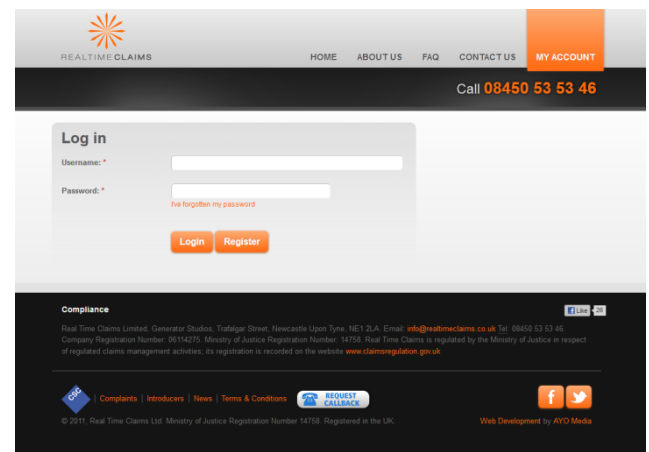 REALTIME CLAIMS
HOME ABOUT US FAQ CONTACT US MY ACCOUNT
Call 08450 53 53 46
Log in
Username: *
Password: *
I've forgotten my password
Login Register
Compliance
Like 26
Real Time Claims Limited, Generator Studios, Trafalgar Street, Newcastle Upon Tyne, NE1 2LA. Email: info@realtimeclaims.co.uk Tel: 08450 53 53 46.
Company Registration Number: 06114275. Ministry of Justice Registration Number: 14758. Real Time Claims is regulated by the Ministry of Justice in respect
of regulated claims management activities; its registration is recorded on the website www.claimsregulation.gov.uk
CSC | Complaints | Introducers | News | Terms & Conditions REQUEST CALLBACK
© 2011, Real Time Claims Ltd. Ministry of Justice Registration Number 14758. Registered in the UK.
Web Development by AYO Media